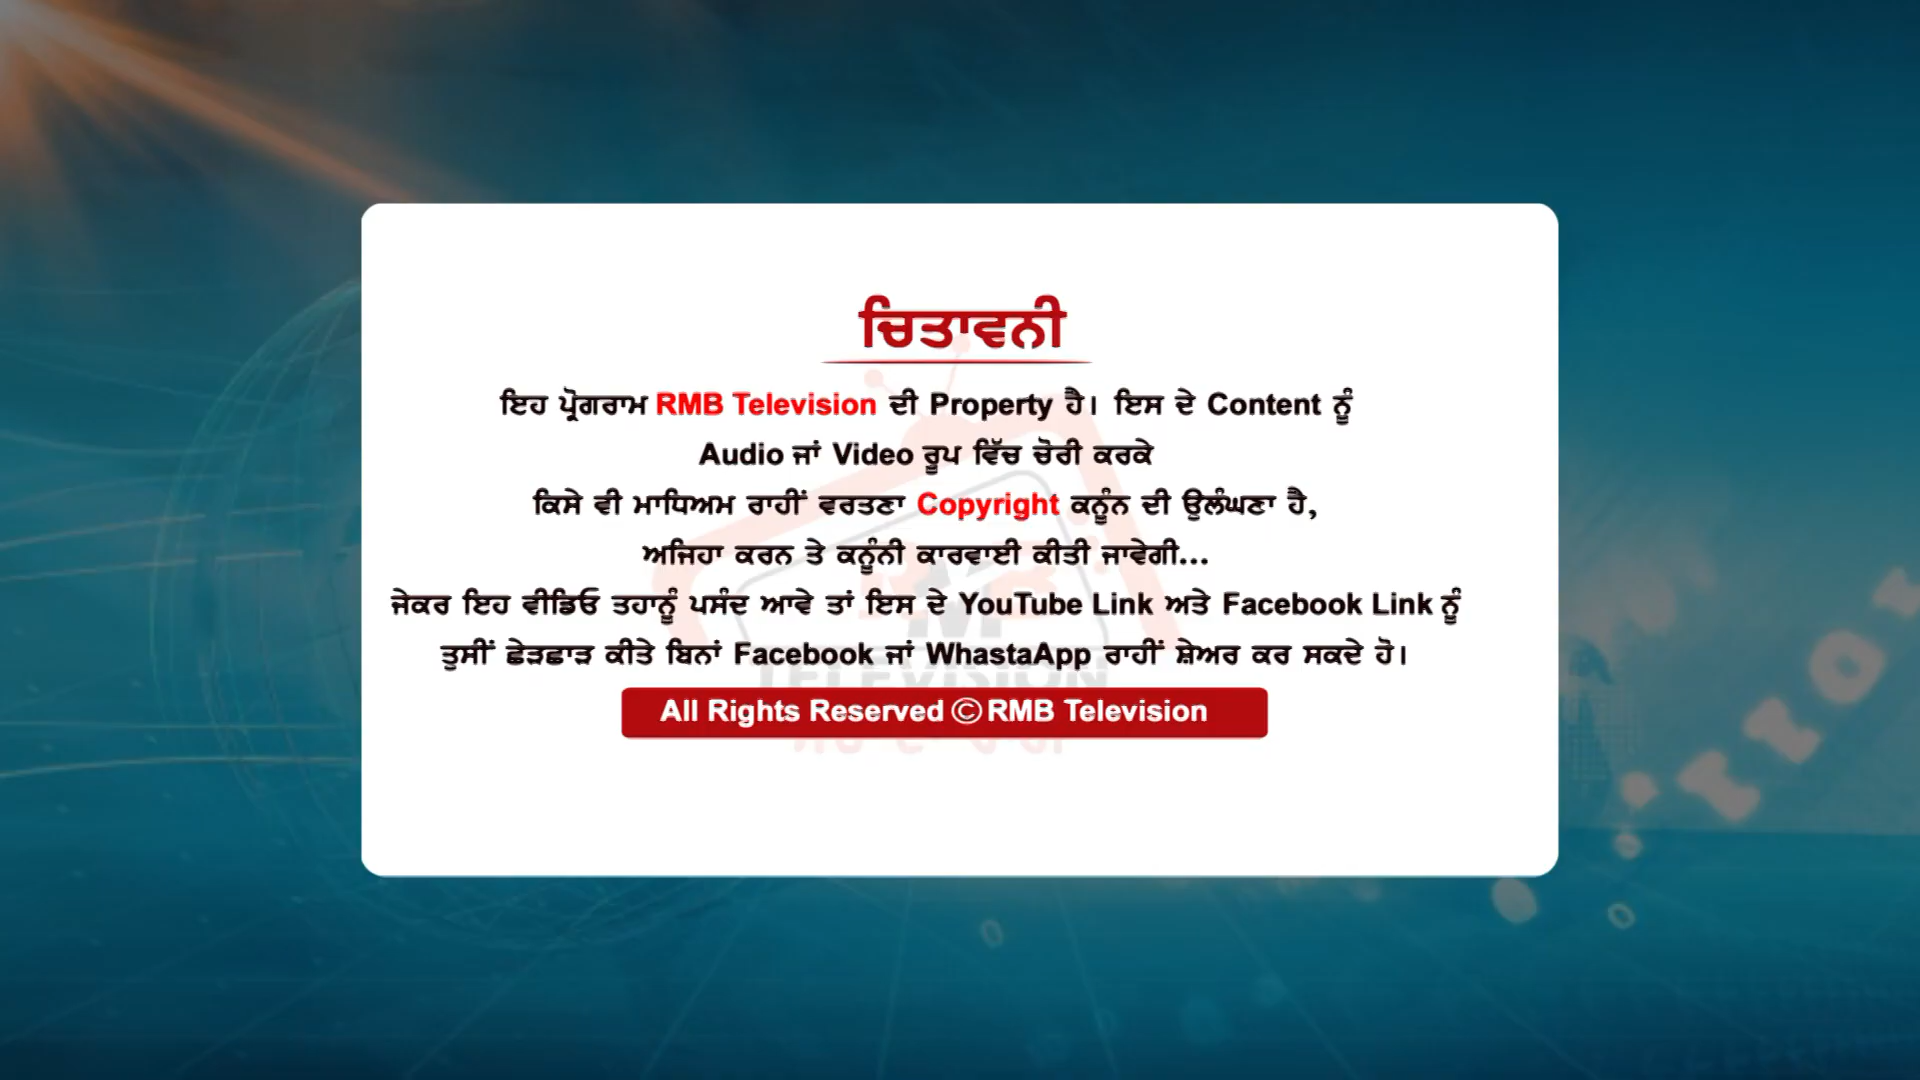 ਚਿਤਾਵਨੀ
ਇਹ ਪ੍ਰੋਗਰਾਮ RMB Television ਦੀ Property ਹੈ। ਇਸ ਦੇ Content ਨੂੰ
Audio ਜਾਂ Video ਰੂਪ ਵਿੱਚ ਚੋਰੀ ਕਰਕੇ
ਕਿਸੇ ਵੀ ਮਾਧਿਅਮ ਰਾਹੀਂ ਵਰਤਣਾ Copyright ਕਨੂੰਨ ਦੀ ਉਲੰਘਣਾ ਹੈ,
ਅਜਿਹਾ ਕਰਨ ਤੇ ਕਨੂੰਨੀ ਕਾਰਵਾਈ ਕੀਤੀ ਜਾਵੇਗੀ...
ਜੇਕਰ ਇਹ ਵੀਡਿਓ ਤਹਾਨੂੰ ਪਸੰਦ ਆਵੇ ਤਾਂ ਇਸ ਦੇ YouTube Link ਅਤੇ Facebook Link ਨੂੰ
ਤੁਸੀਂ ਛੇੜਛਾੜ ਕੀਤੇ ਬਿਨਾਂ Facebook ਜਾਂ WhastaApp ਰਾਹੀਂ ਸ਼ੇਅਰ ਕਰ ਸਕਦੇ ਹੋ।
TELEVISION
All Rights Reserved © RMB Television